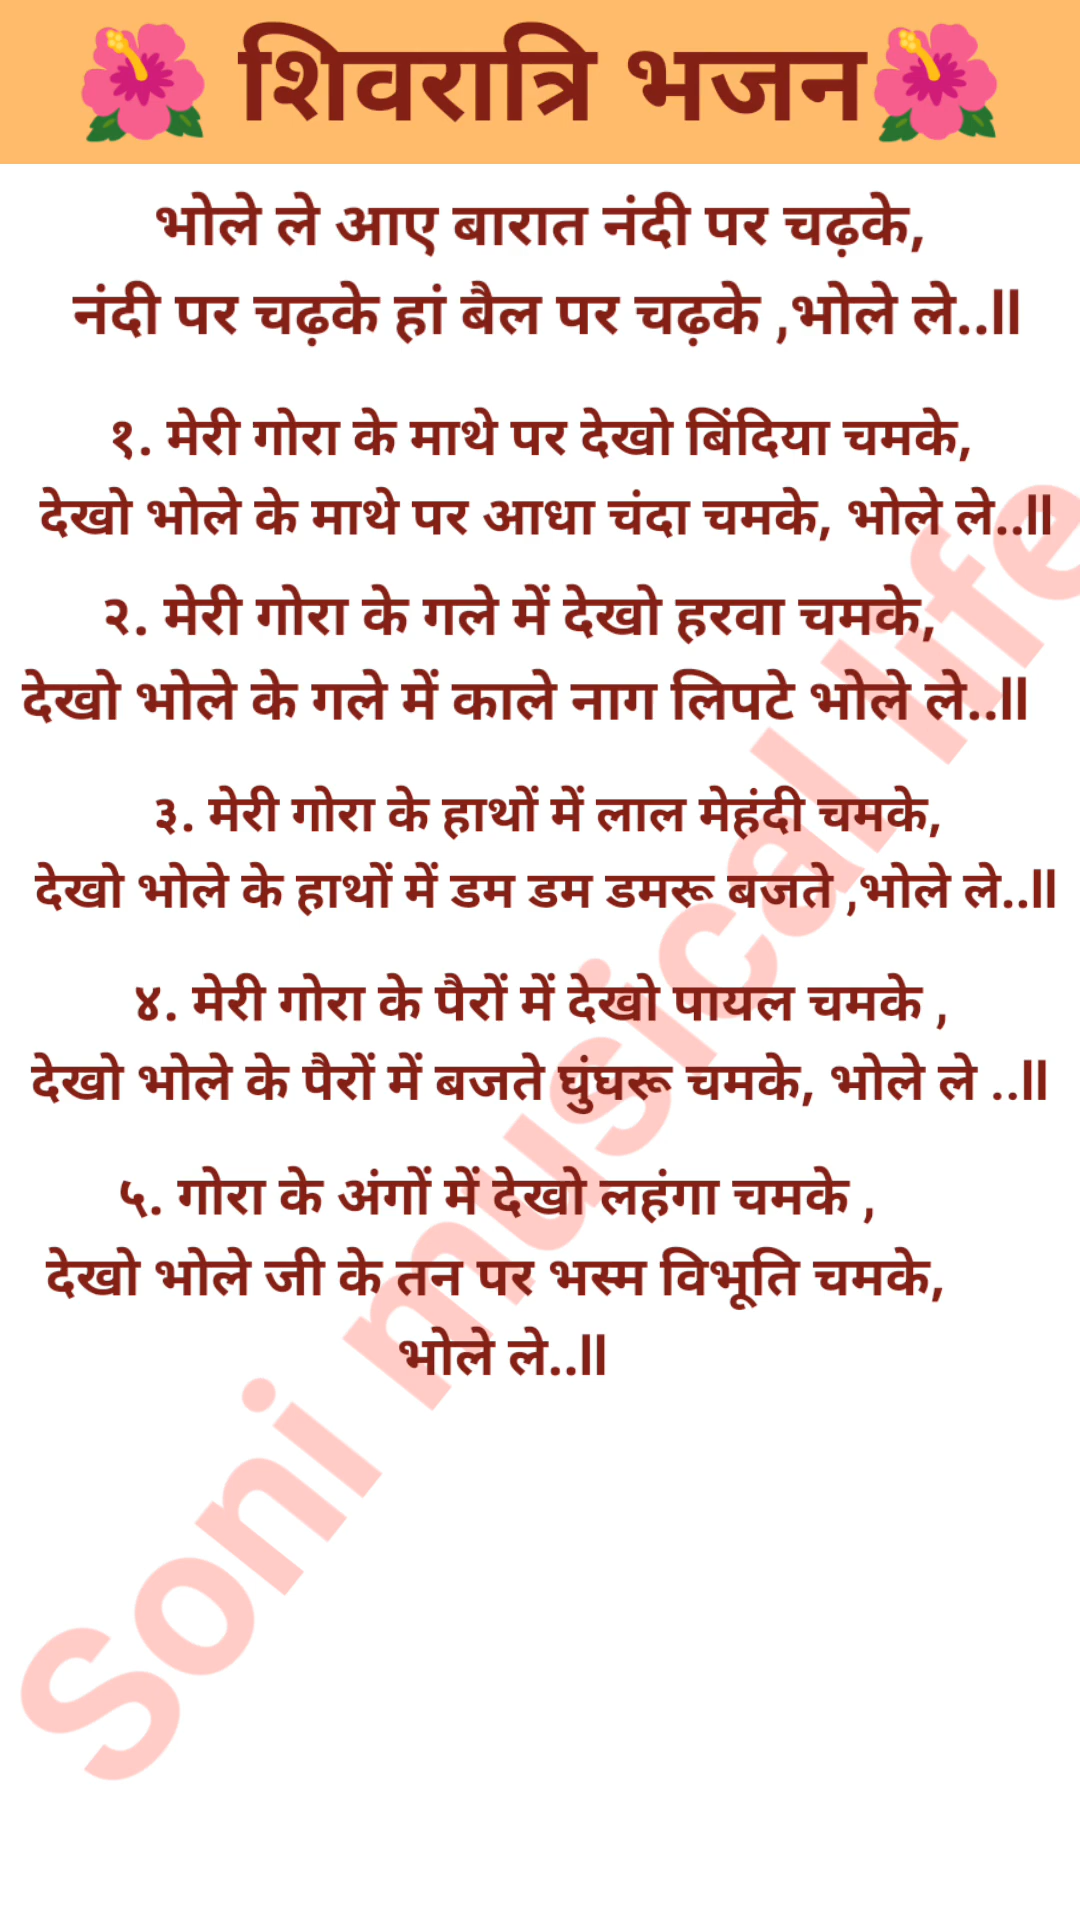 शिवरात्रि भजन
भोले ले आए बारात नंदी पर चढ़के,
नंदी पर चढ़के हां बैल पर चढ़के ,भोले ले..ll
१. मेरी गोरा के माथे पर देखो बिंदिया चमके,
देखो भोले के माथे पर आधा चंदा चमके, भोले ले..ll
२. मेरी गोरा के गले में देखो हरवा चमके,
देखो भोले के गले में काले नाग लिपटे भोले ले..ll
३. मेरी गोरा के हाथों में लाल मेहंदी चमके,
देखो भोले के हाथों में डम डम डमरू बजते ,भोले ले..ll
४. मेरी गोरा के पैरों में देखो पायल चमके ,
देखो भोले के पैरों में बजते घुंघरू चमके, भोले ले ..ll
५. गोरा के अंगों में देखो लहंगा चमके ,
देखो भोले जी के तन पर भस्म विभूति चमके,
भोले ले..ll
Soni musical life